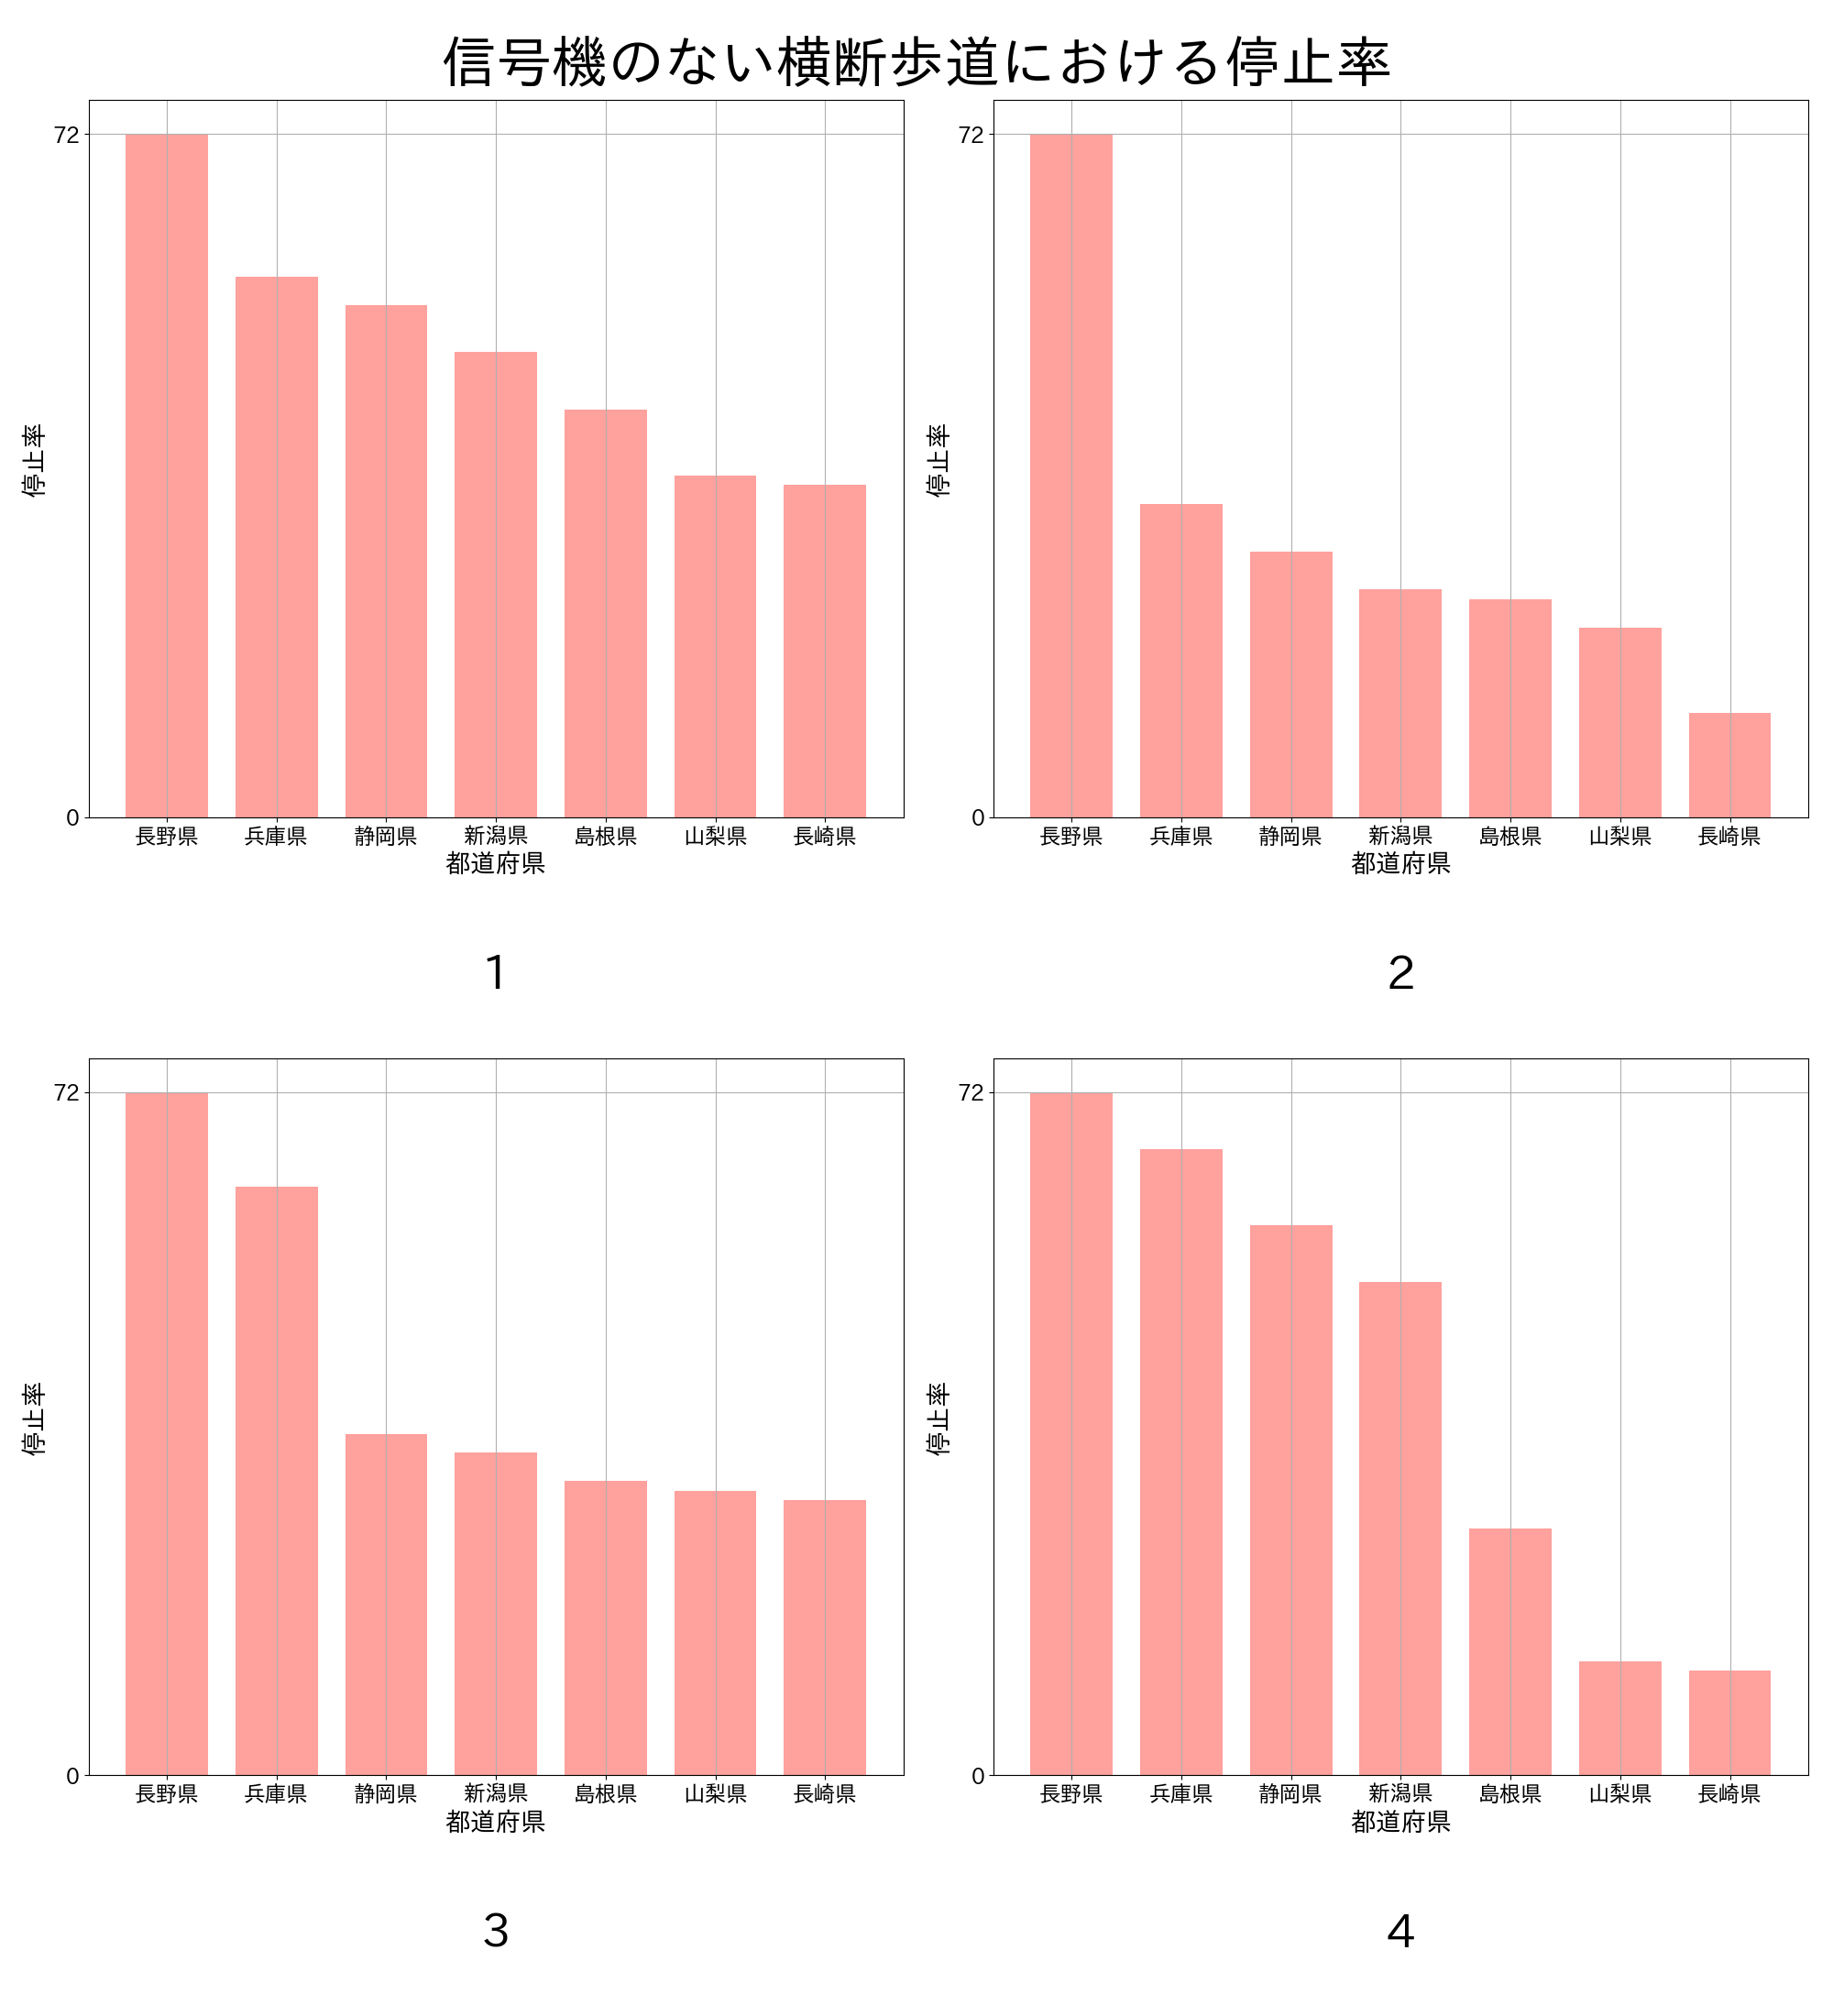 信号機のない横断歩道における停止率
72
停止率
0
長野県 兵庫県 静岡県 新潟県 島根県 山梨県 長崎県
都道府県
1
72
停止率
0
長野県 兵庫県 静岡県 新潟県 島根県 山梨県 長崎県
都道府県
2
72
停止率
0
長野県 兵庫県 静岡県 新潟県 島根県 山梨県 長崎県
都道府県
3
72
停止率
0
長野県 兵庫県 静岡県 新潟県 島根県 山梨県 長崎県
都道府県
4